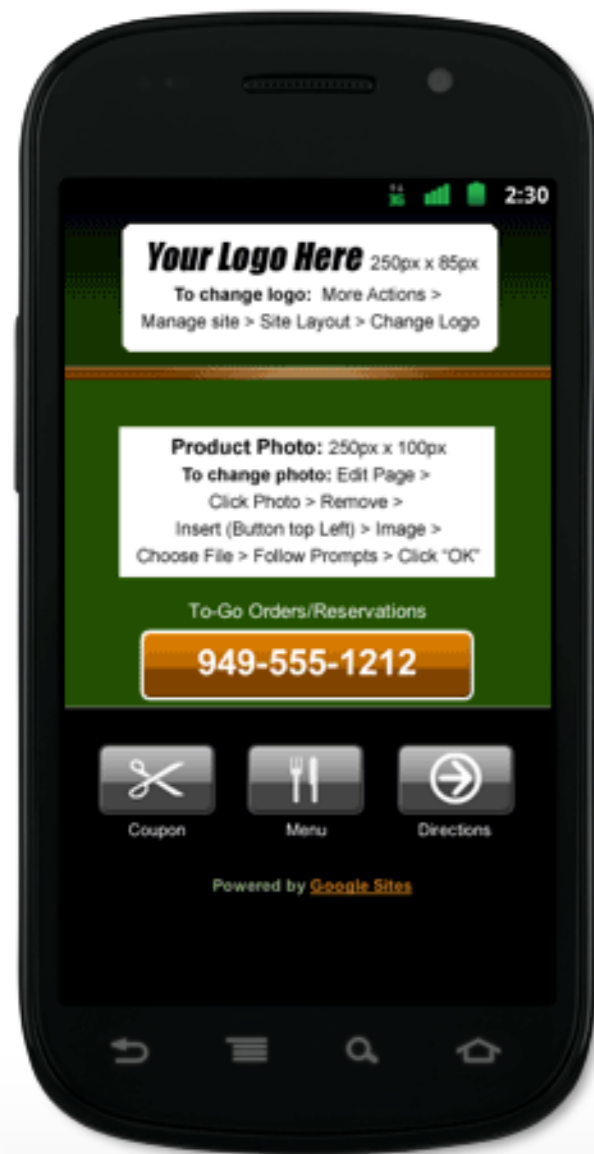 3G 2:30
Your Logo Here 250px x 85px
To change logo: More Actions >
Manage site > Site Layout > Change Logo
Product Photo: 250px x 100px
To change photo: Edit Page >
Click Photo > Remove >
Insert (Button top Left) > Image >
Choose File > Follow Prompts > Click "OK"
To-Go Orders/Reservations
949-555-1212
Coupon Menu Directions
Powered by Google Sites